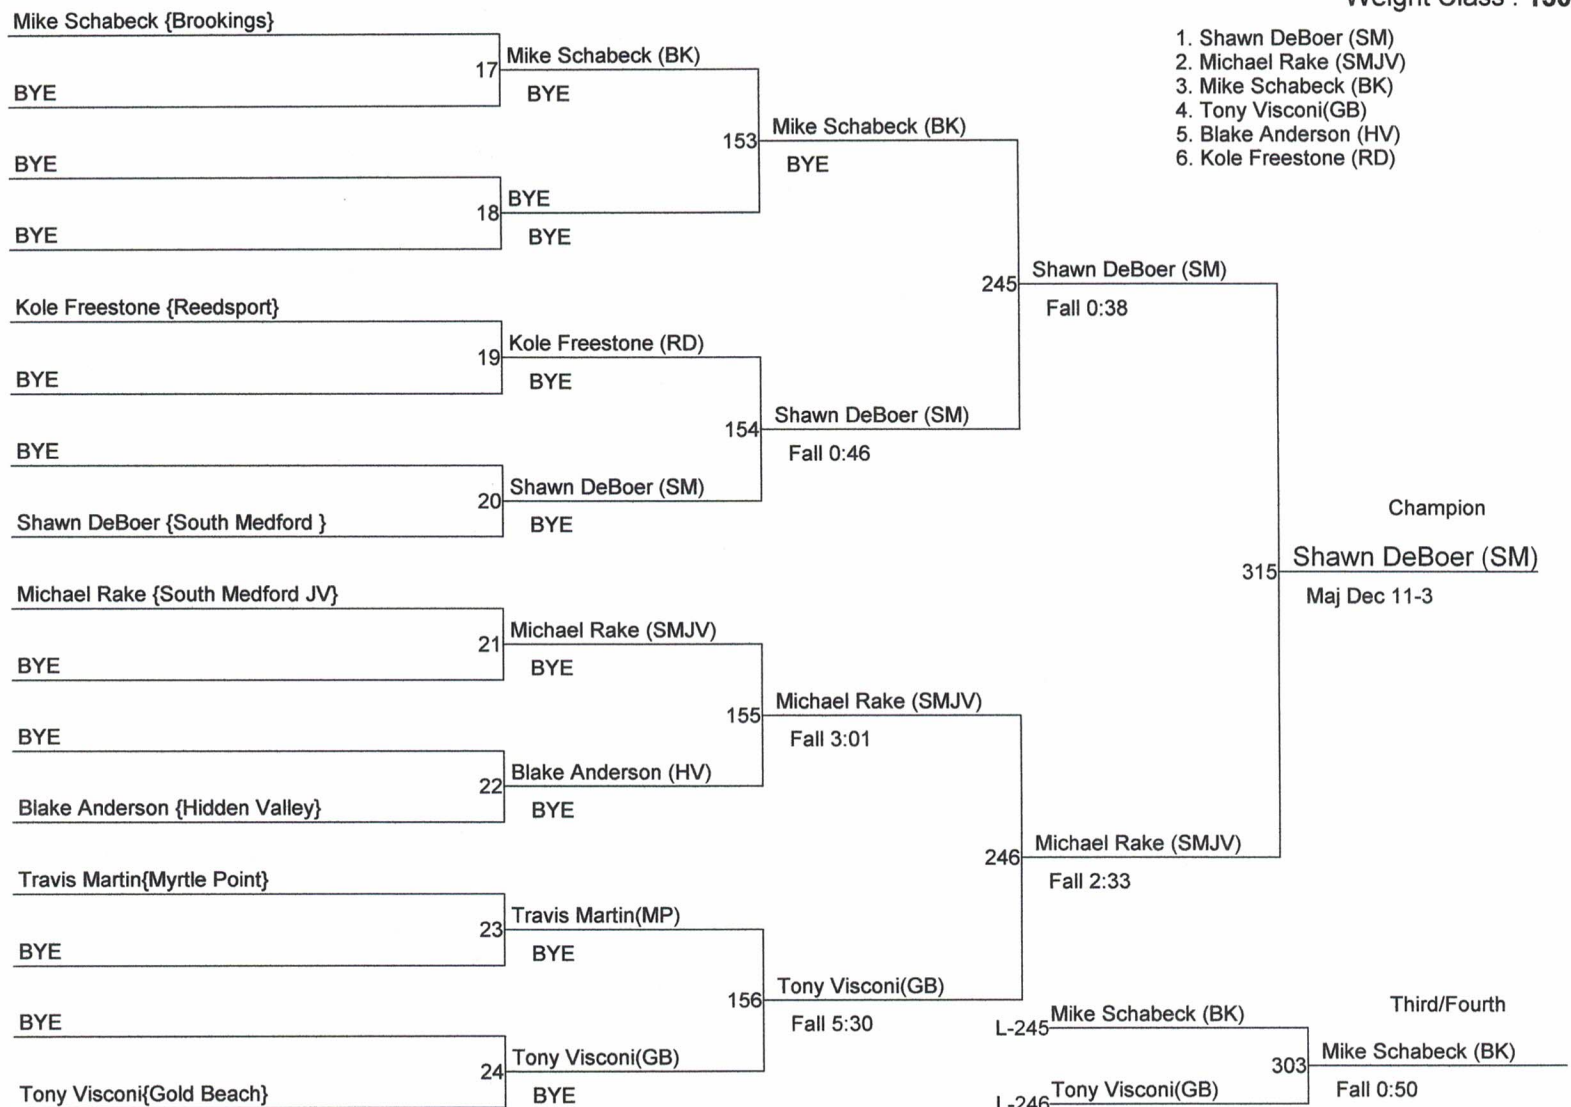 Mike Schabeck {Brookings}
17
Mike Schabeck (BK)
BYE
BYE
153
Mike Schabeck (BK)
BYE
BYE
18
BYE
BYE
BYE
245
Shawn DeBoer (SM)
Fall 0:38
Kole Freestone {Reedsport}
19
Kole Freestone (RD)
BYE
BYE
154
Shawn DeBoer (SM)
Fall 0:46
BYE
20
Shawn DeBoer (SM)
BYE
Shawn DeBoer {South Medford }
Champion
315
Shawn DeBoer (SM)
Maj Dec 11-3
Michael Rake {South Medford JV}
21
Michael Rake (SMJV)
BYE
BYE
155
Michael Rake (SMJV)
Fall 3:01
BYE
22
Blake Anderson (HV)
BYE
Blake Anderson {Hidden Valley}
246
Michael Rake (SMJV)
Fall 2:33
Travis Martin{Myrtle Point}
23
Travis Martin(MP)
BYE
BYE
156
Tony Visconi(GB)
Fall 5:30
BYE
24
Tony Visconi(GB)
BYE
Tony Visconi{Gold Beach}
Third/Fourth
L-245
Mike Schabeck (BK)
303
Mike Schabeck (BK)
Fall 0:50
L-246
Tony Visconi(GB)
Weight Class :
1. Shawn DeBoer (SM)
2. Michael Rake (SMJV)
3. Mike Schabeck (BK)
4. Tony Visconi(GB)
5. Blake Anderson (HV)
6. Kole Freestone (RD)